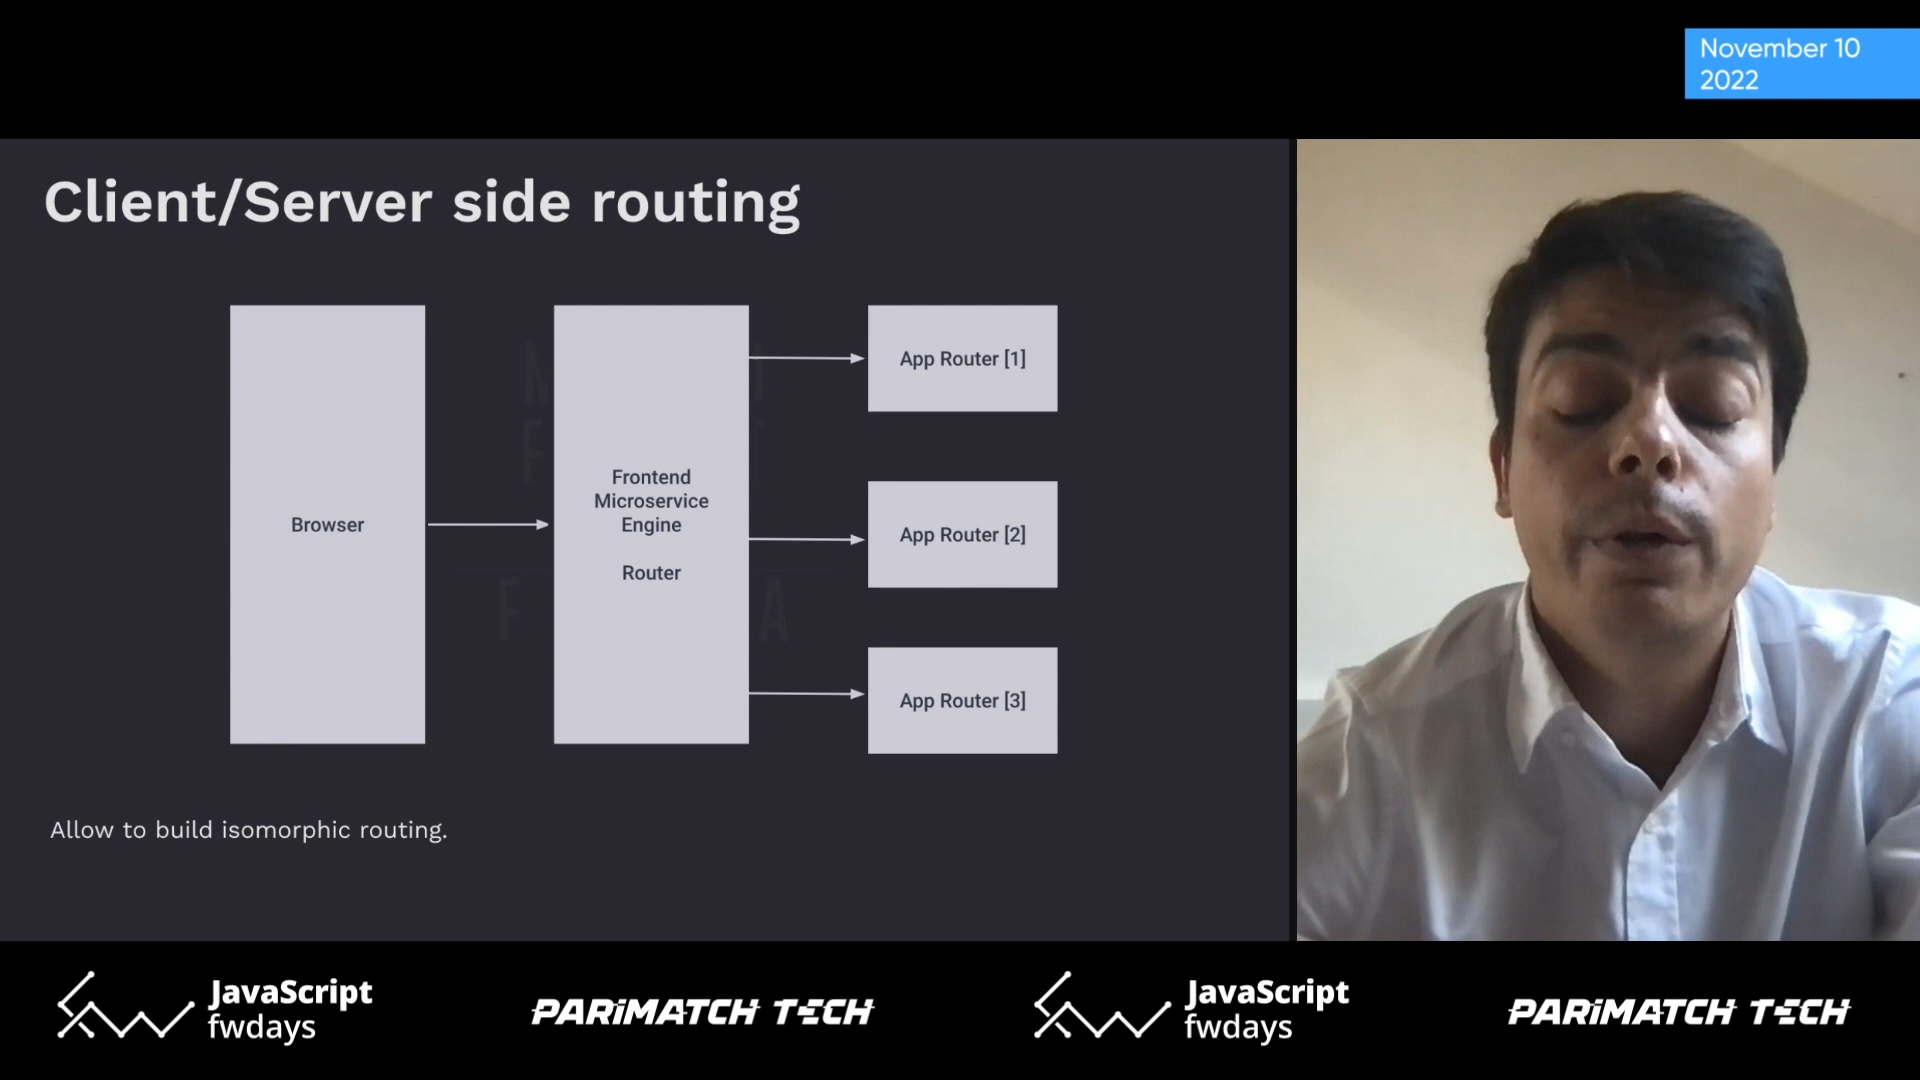 November 10
2022
Client/Server side routing
Browser
Frontend
Microservice
Engine
Router
App Router [1]
App Router [2]
App Router [3]
Allow to build isomorphic routing.
JavaScript
fwdays
PARIMATCH TECH
JavaScript
fwdays
PARIMATCH TECH